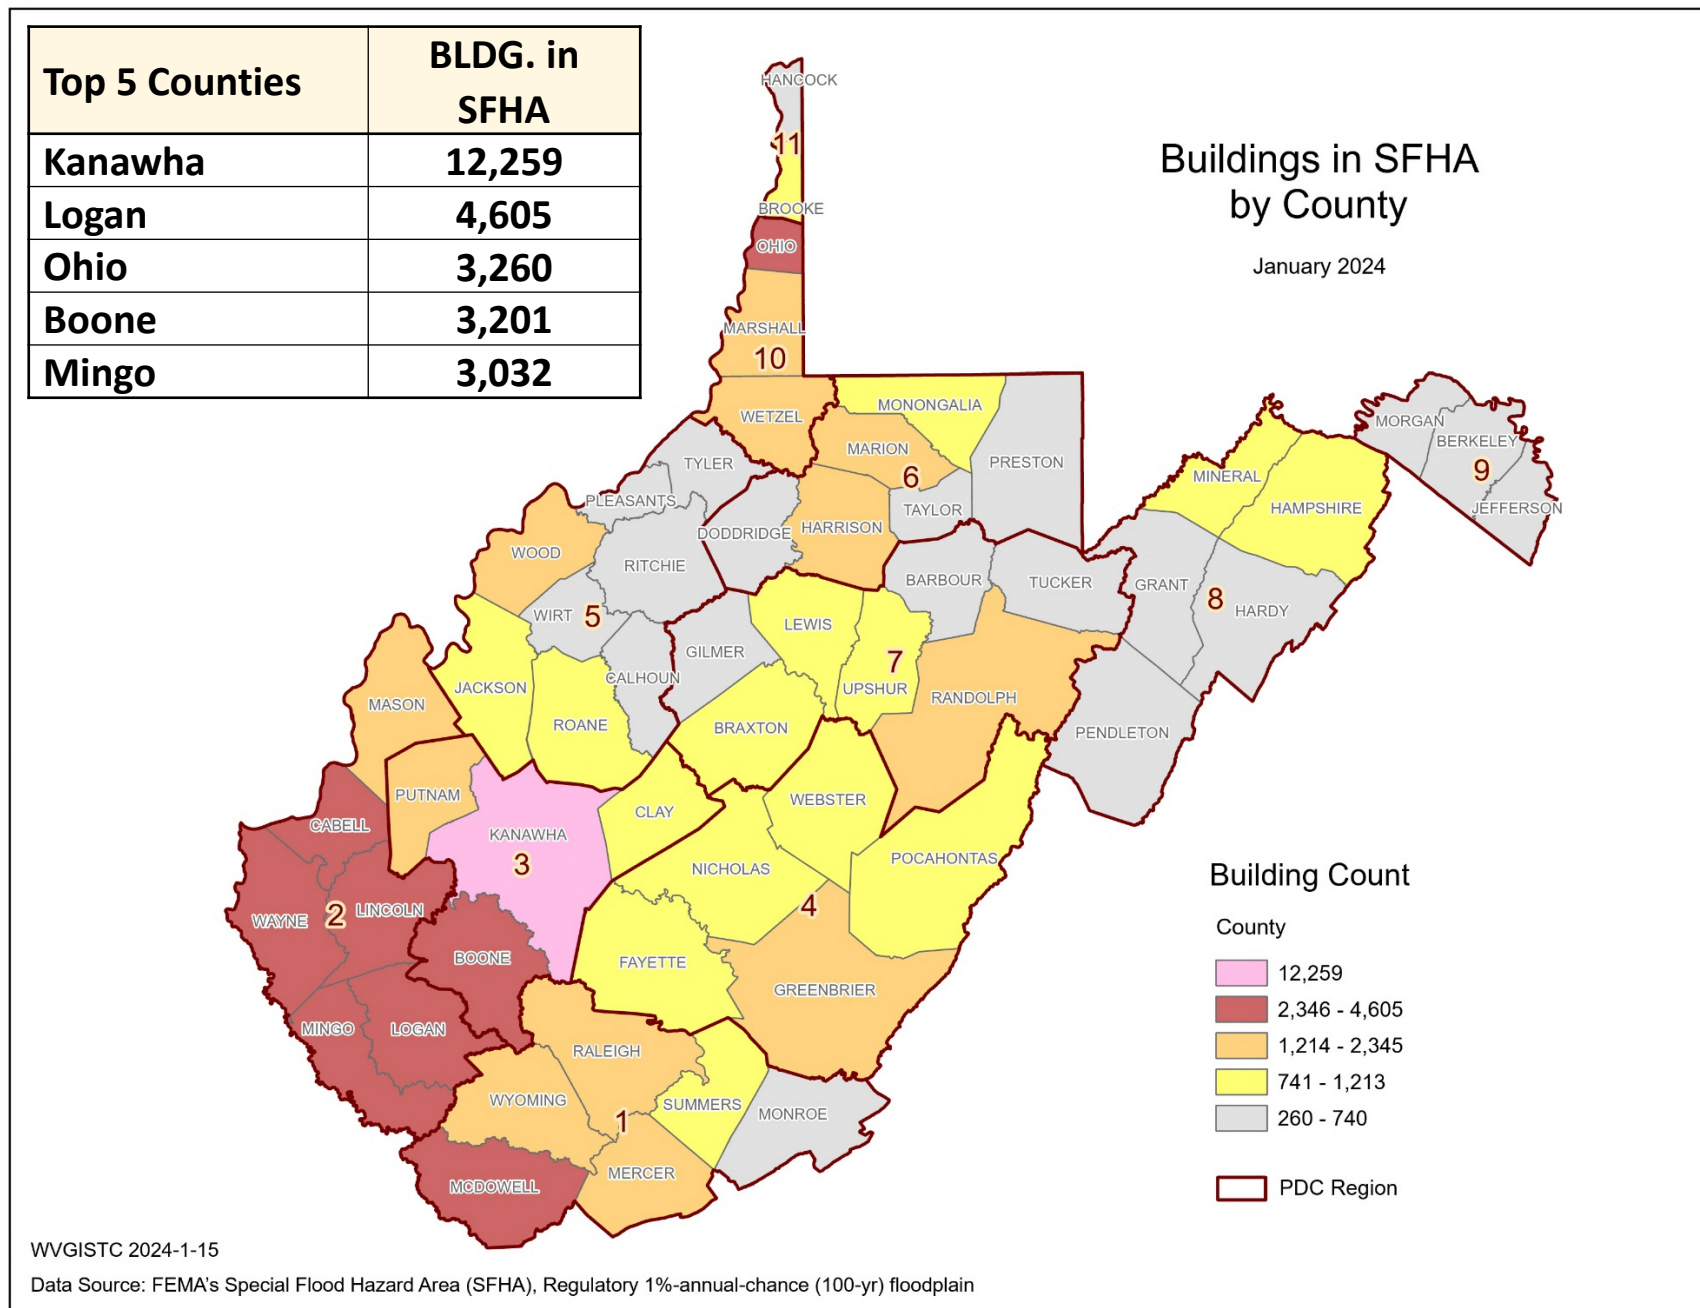 Top 5 Counties
BLDG. in
SFHA
Kanawha 12,259
Logan 4,605
Ohio 3,260
Boone 3,201
Mingo 3,032
Buildings in SFHA
by County
January 2024
HANCOCK
11
BROOKE
OHIO
MARSHALL
10
WETZEL
MONONGALIA
MARION
6
PRESTON
TAYLOR
TYLER
PLEASANTS
DODDRIDGE
HARRISON
WOOD
RITCHIE
WIRT
5
BARBOUR
TUCKER
GRANT
8
HARDY
MINERAL
HAMPSHIRE
MORGAN
BERKELEY
9
JEFFERSON
LEWIS
GILMER
CALHOUN
7
UPSHUR
RANDOLPH
JACKSON
MASON
ROANE
BRAXTON
PENDLETON
PUTNAM
CLAY
WEBSTER
CABELL
KANAWHA
3
NICHOLAS
POCAHONTAS
4
WAYNE
2
LINCOLN
BOONE
FAYETTE
GREENBRIER
MINGO
LOGAN
RALEIGH
WYOMING
1
SUMMERS
MONROE
MERCER
MCDOWELL
Building Count
County
12,259
2,346 - 4,605
1,214 - 2,345
741 - 1,213
260 - 740
PDC Region
WVGISTC 2024-1-15
Data Source: FEMA's Special Flood Hazard Area (SFHA), Regulatory 1%-annual-chance (100-yr) floodplain